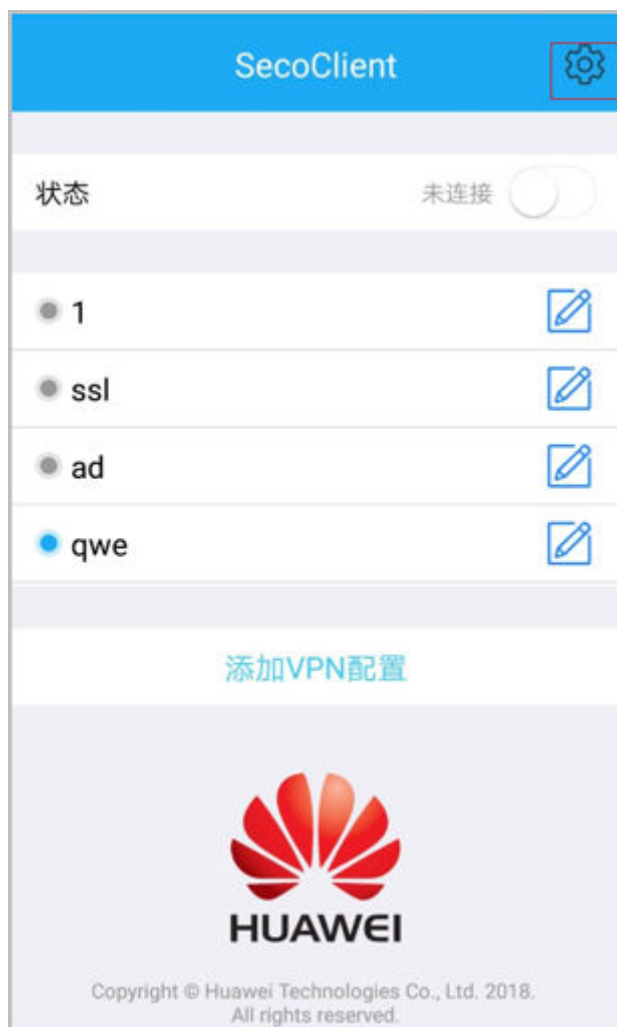 SecoClient
状态 未连接
1
ssl
ad
qwe
添加VPN配置
HUAWEI
Copyright © Huawei Technologies Co., Ltd. 2018.
All rights reserved.